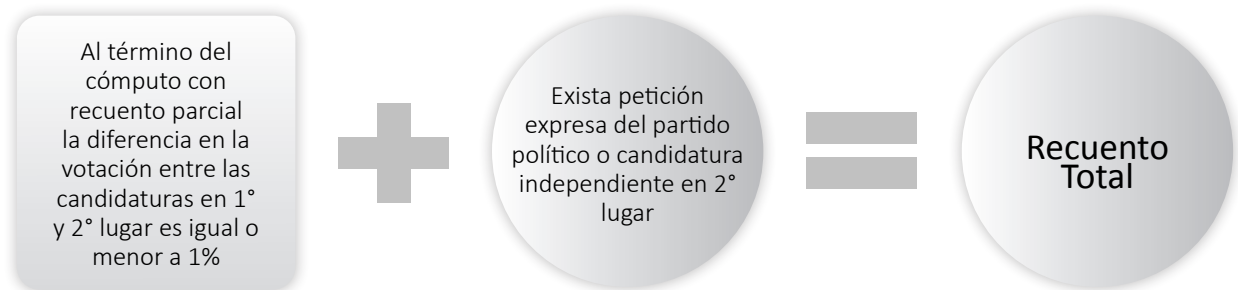 Al término del
cómputo con
recuento parcial
la diferencia en la
votación entre las
candidaturas en 1°
y 2° lugar es igual o
menor a 1%
Exista petición
expresa del partido
político o candidatura
independiente en 2°
lugar
Recuento
Total